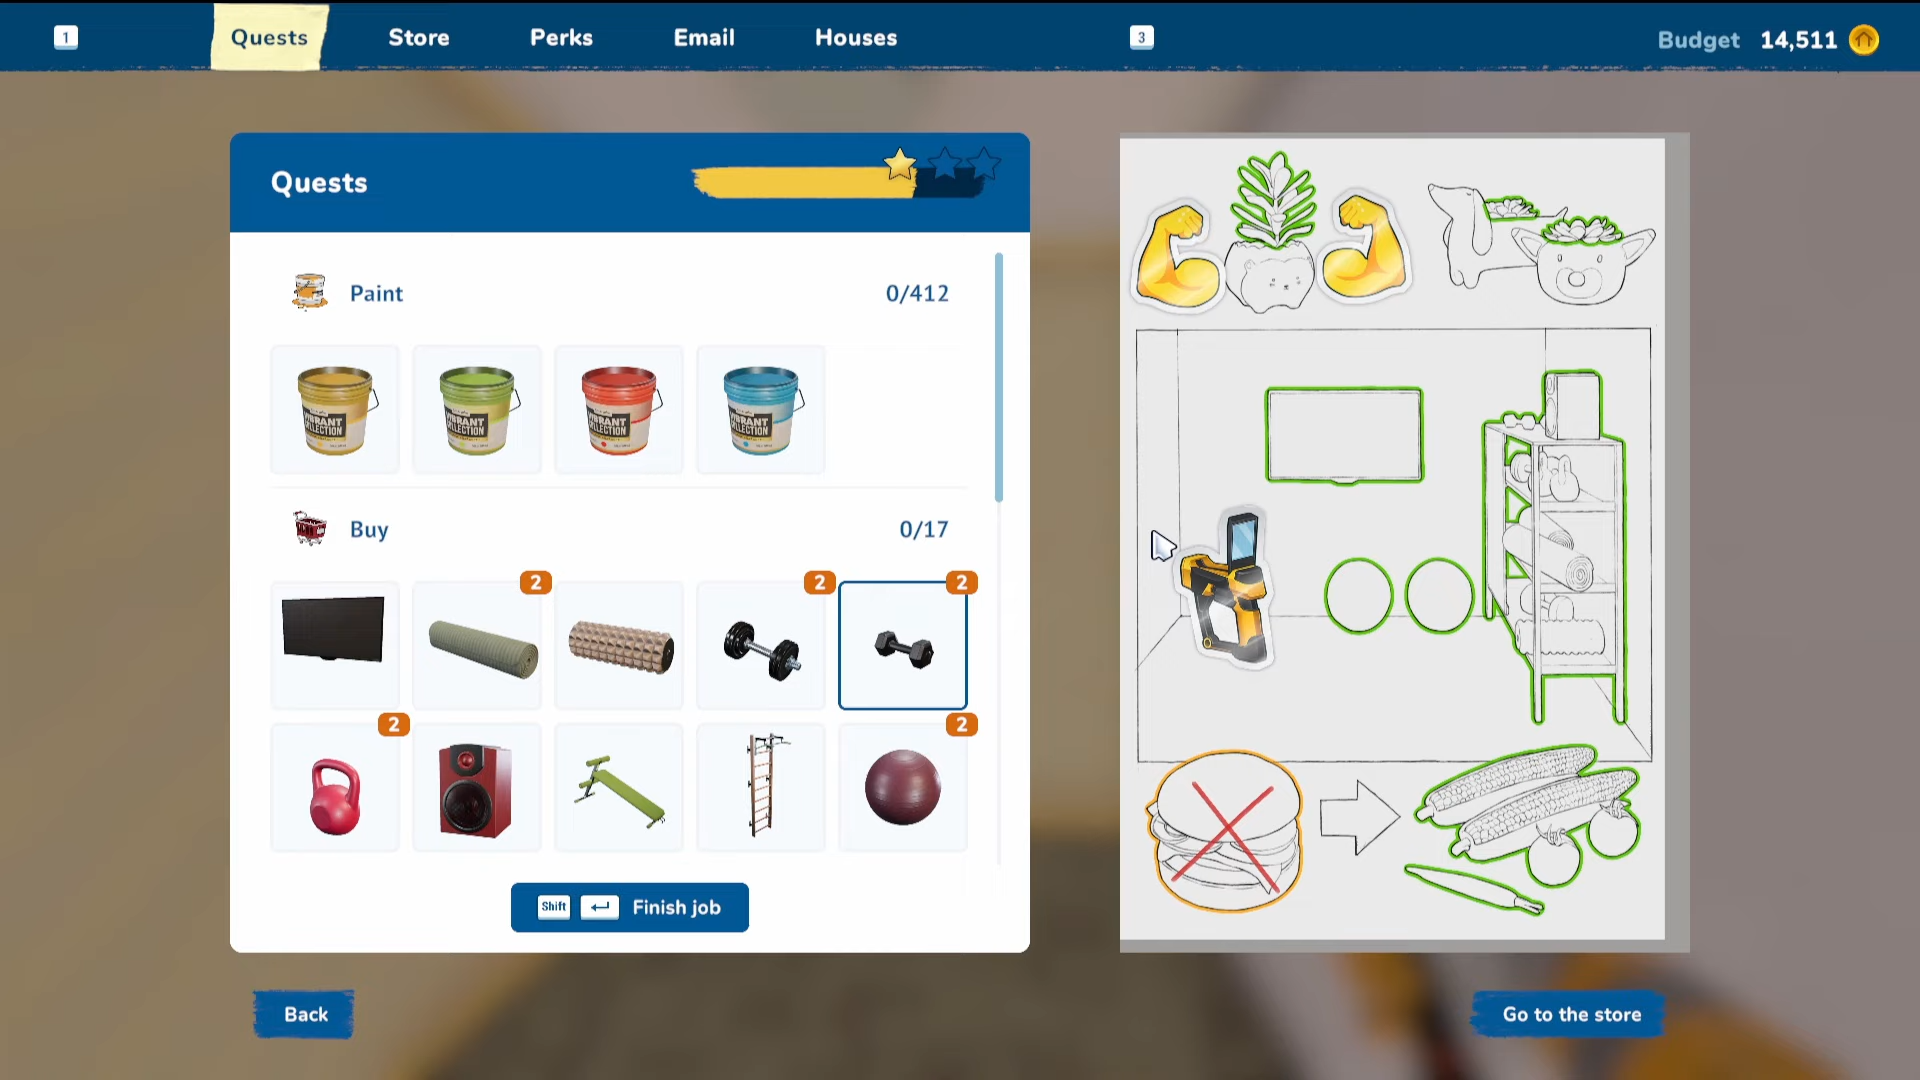 1 Quests Store Perks Email Houses 3 Budget 14,511
Quests
Paint 0/412
VIBRANT
Buy 0/17
2 2 2
2 2
Shift Finish job
Back Go to the store